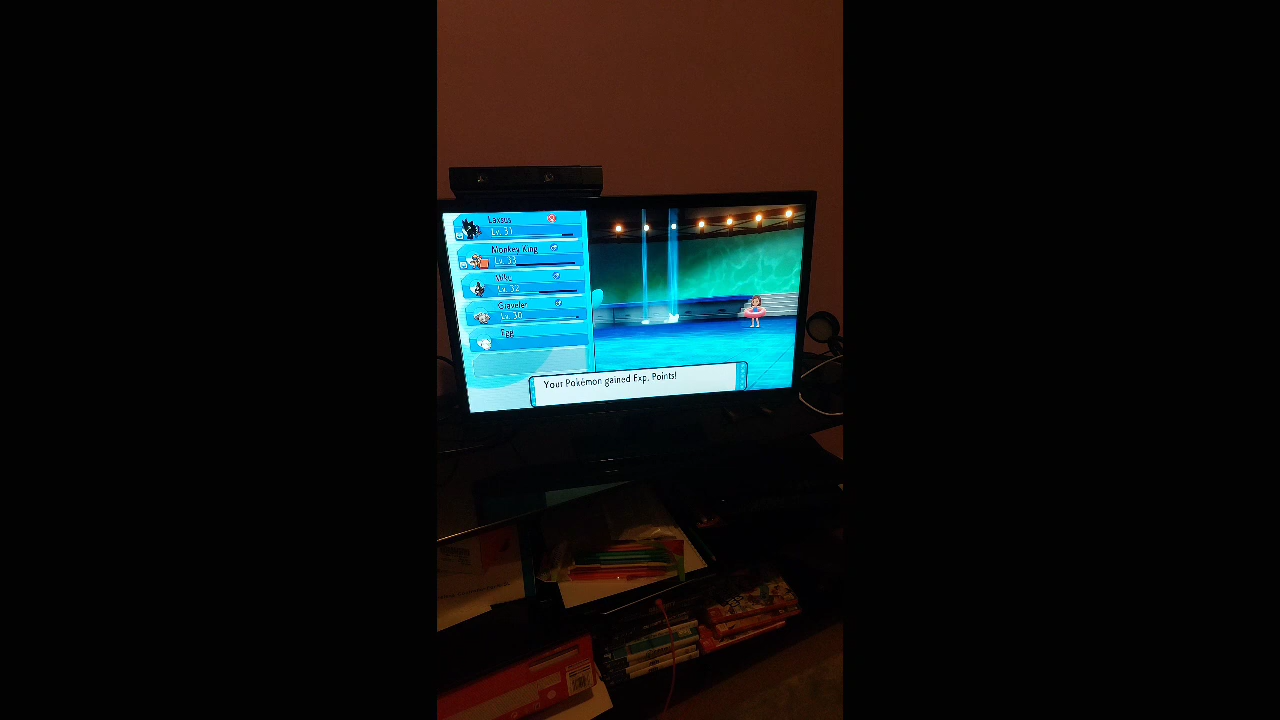 Laxsus
Lv. 31
Monkey King
Lv. 33
Lv. 32
Graveler
Lv. 30
Egg
Your Pokémon gained Exp. Points!